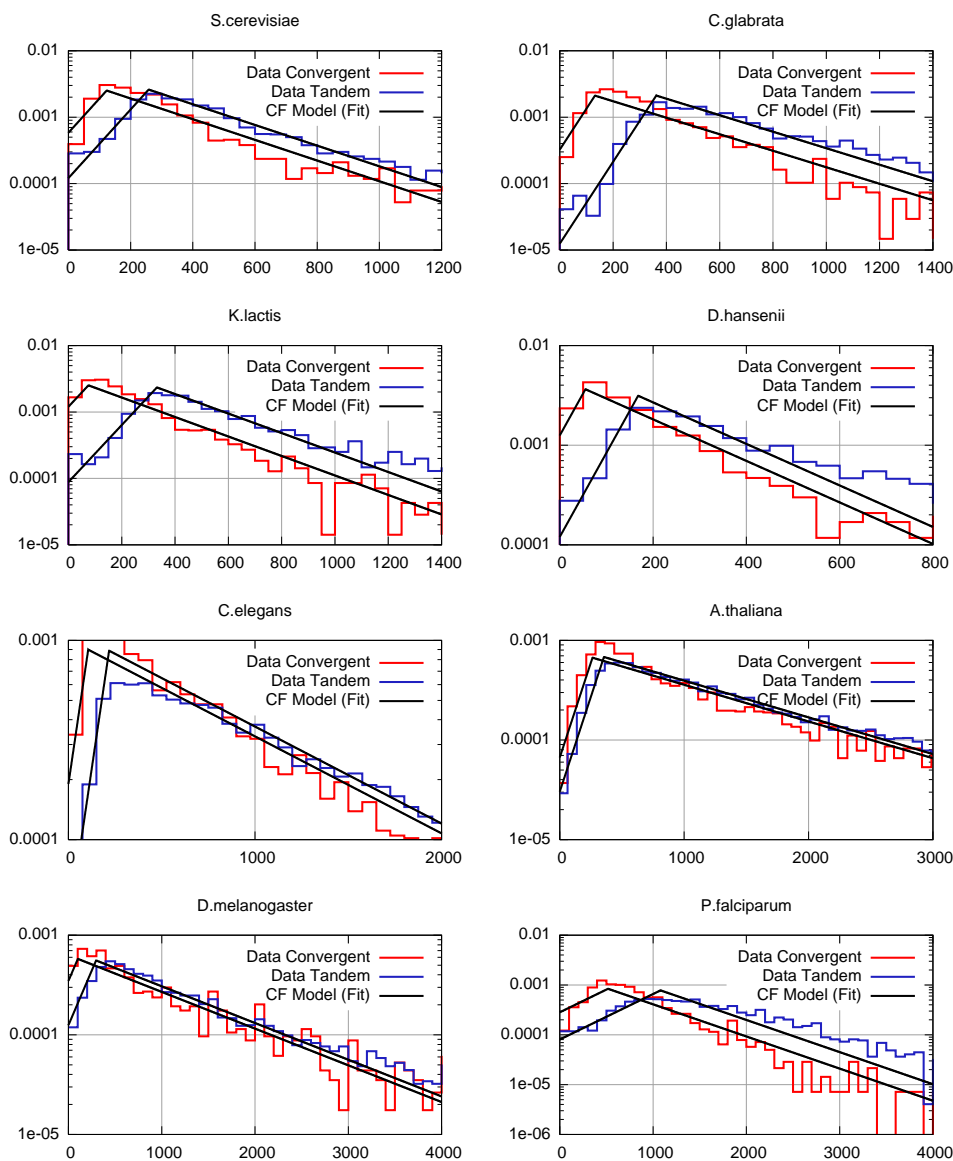 S.cerevisiae
0.01
0.001
0.0001
1e-05
0 200 400 600 800 1000 1200
Data Convergent
Data Tandem
CF Model (Fit)
C.glabrata
0.01
0.001
0.0001
1e-05
0 200 400 600 800 1000 1200 1400
Data Convergent
Data Tandem
CF Model (Fit)
K.lactis
0.01
0.001
0.0001
1e-05
0 200 400 600 800 1000 1200 1400
Data Convergent
Data Tandem
CF Model (Fit)
D.hansenii
0.01
0.001
0.0001
0 200 400 600 800
Data Convergent
Data Tandem
CF Model (Fit)
C.elegans
0.001
0.0001
0 1000 2000
Data Convergent
Data Tandem
CF Model (Fit)
A.thaliana
0.001
0.0001
1e-05
0 1000 2000 3000
Data Convergent
Data Tandem
CF Model (Fit)
D.melanogaster
0.001
0.0001
1e-05
0 1000 2000 3000 4000
Data Convergent
Data Tandem
CF Model (Fit)
P.falciparum
0.01
0.001
0.0001
1e-05
1e-06
0 1000 2000 3000 4000
Data Convergent
Data Tandem
CF Model (Fit)